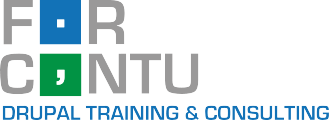 FOR
CONTU
DRUPAL TRAINING & CONSULTING